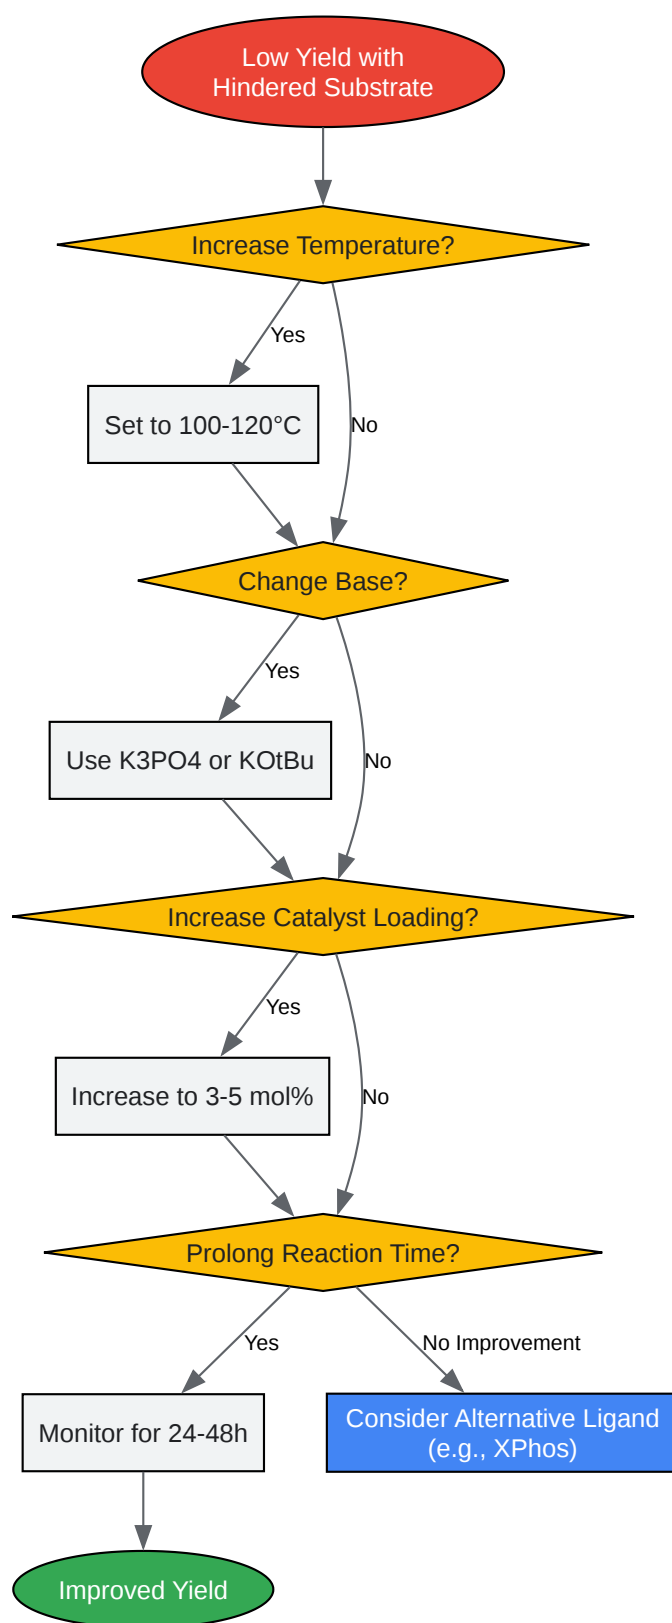 Low Yield with
Hindered Substrate
Increase Temperature?
Yes
Set to 100-120°C
No
Change Base?
Yes
Use K3PO4 or KOtBu
No
Increase Catalyst Loading?
Yes
Increase to 3-5 mol%
No
Prolong Reaction Time?
Yes
No Improvement
Monitor for 24-48h
Consider Alternative Ligand
(e.g., XPhos)
Improved Yield